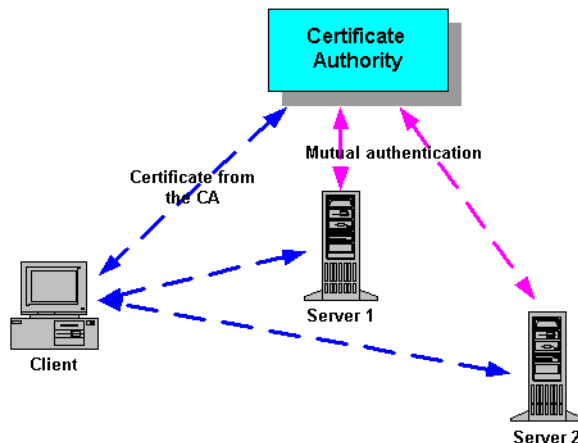 Certificate
Authority
Mutual authentication
Certificate from
the CA
Server 1
Client
Server 2